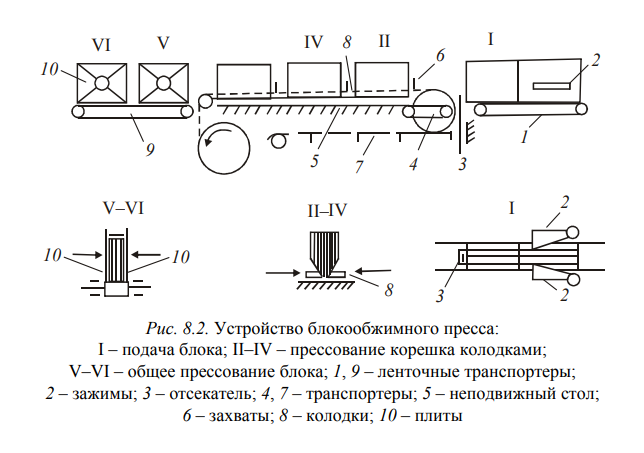 VI V IV 8 II 6 I 2
10
9 5 7 4 3 1
V–VI II–IV I 2
10 10
8 3 2
Рис. 8.2. Устройство блокообжимного пресса:
I – подача блока; II–IV – прессование корешка колодками;
V–VI – общее прессование блока; 1, 9 – ленточные транспортеры;
2 – зажимы; 3 – отсекатель; 4, 7 – транспортеры; 5 – неподвижный стол;
6 – захваты; 8 – колодки; 10 – плиты